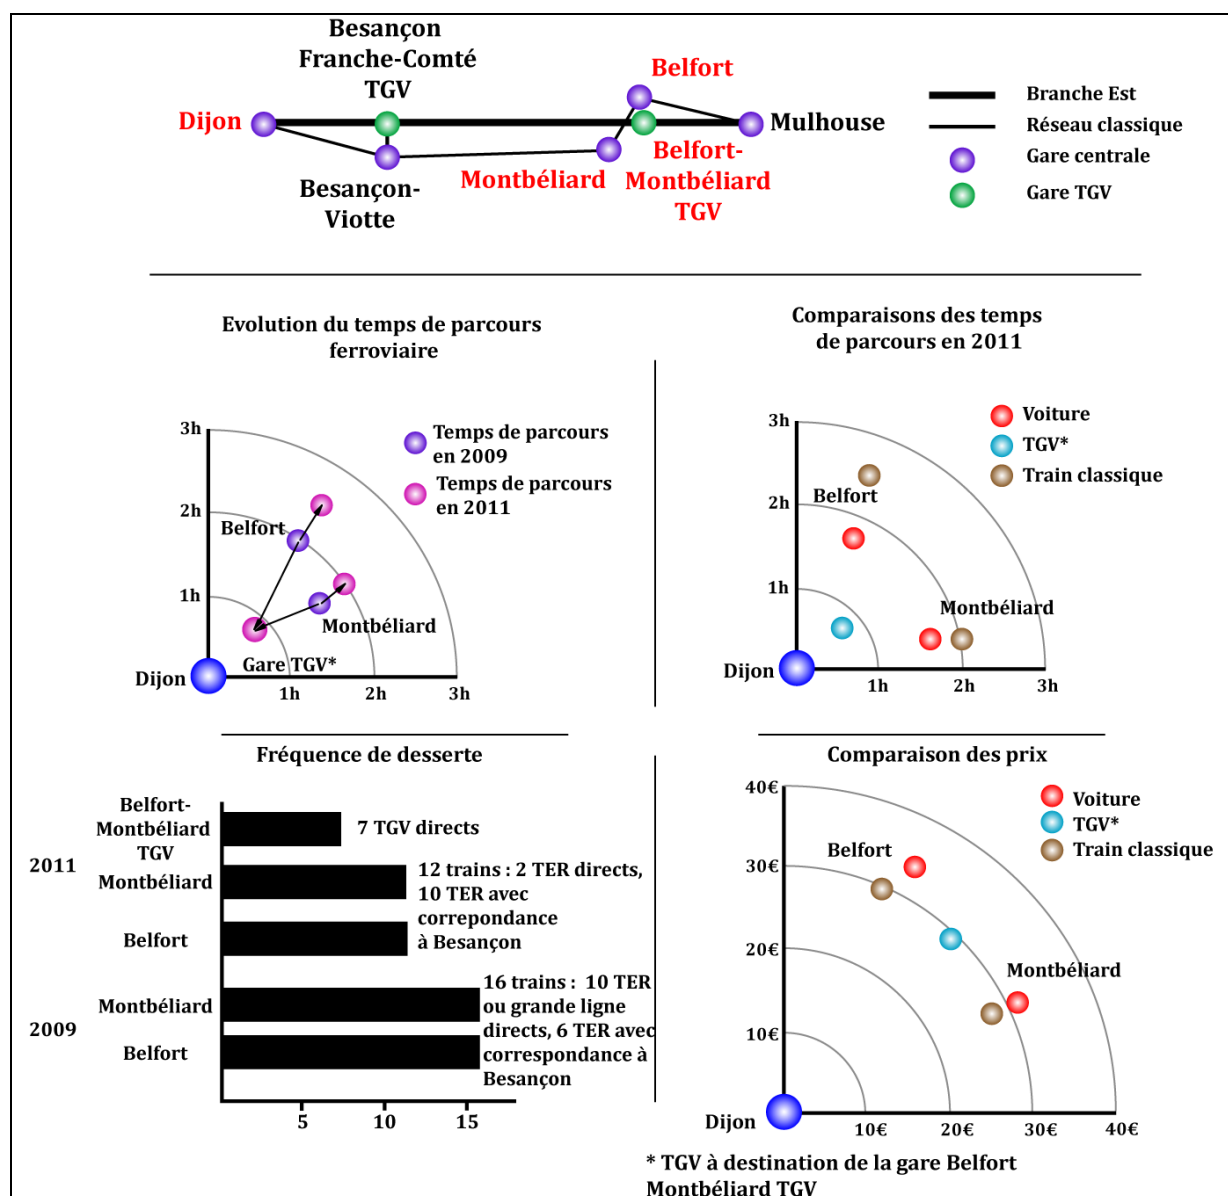 Besançon
Franche-Comté
TGV
Belfort
Dijon
Mulhouse
Belfort-
Montbéliard
Montbéliard
TGV
Besançon-
Viotte
Branche Est
Réseau classique
Gare centrale
Gare TGV
Evolution du temps de parcours
ferroviaire
3h
2h
1h
Temps de parcours
en 2009
Temps de parcours
en 2011
Belfort
Montbéliard
Gare TGV*
Dijon
1h
2h
3h
Comparaisons des temps
de parcours en 2011
3h
2h
1h
Voiture
TGV*
Train classique
Belfort
Montbéliard
Dijon
1h
2h
3h
Fréquence de desserte
2011
Belfort-
Montbéliard
TGV
7 TGV directs
Montbéliard
12 trains : 2 TER directs,
10 TER avec
correpondance
à Besançon
Belfort
2009
Montbéliard
16 trains :  10 TER
ou grande ligne
directs, 6 TER avec
correspondance à
Besançon
Belfort
5
10
15
Comparaison des prix
40€
30€
20€
10€
Voiture
TGV*
Train classique
Belfort
Montbéliard
Dijon
10€
20€
30€
40€
* TGV à destination de la gare Belfort
Montbéliard TGV